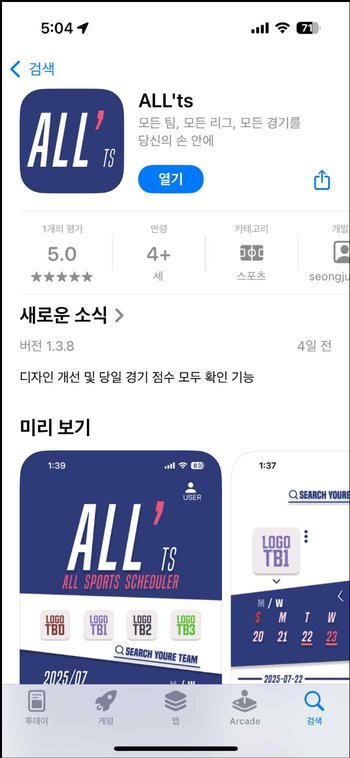 5:04
71
검색
ALL'ts
ALL'TS
모든 팀, 모든 리그, 모든 경기를
당신의 손 안에
열기
1개의 평가
연령
카테고리
개발
5.0
4+
★★★★★
세
스포츠
seongju
새로운 소식
버전 1.3.8
4일 전
디자인 개선 및 당일 경기 점수 모두 확인 기능
미리 보기
1:39
83
USER
ALL'TS
ALL SPORTS SCHEDULER
LOGO TBD
LOGO TB1
LOGO TB2
LOGO TB3
SEARCH YOURE TEAM
2025/07
1:37
SEARCH YOURE
LOGO
TB1
M / W
S M T W
20 21 22 23
2025-07-22
투데이
게임
앱
Arcade
검색